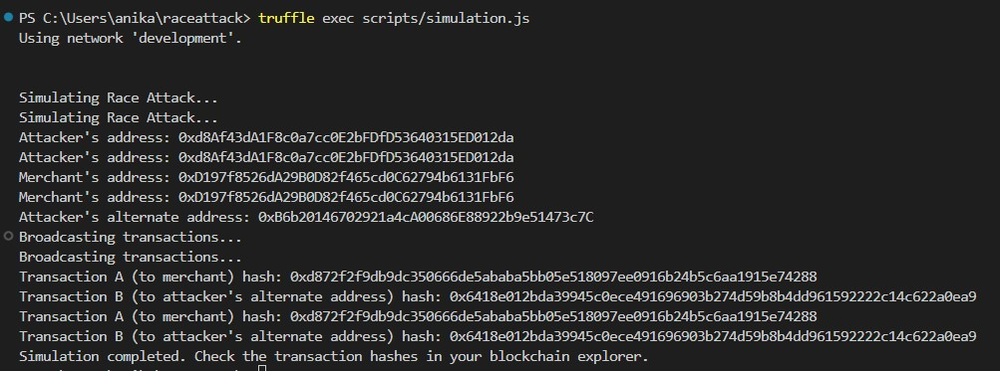 PS C:\Users\anika\raceattack> truffle exec scripts/simulation.js
Using network 'development'.
Simulating Race Attack...
Simulating Race Attack...
Attacker's address: 0xd8Af43dA1F8c0a7cc0E2bFDfD53640315ED012da
Attacker's address: 0xd8Af43dA1F8c0a7cc0E2bFDfD53640315ED012da
Merchant's address: 0xD197f8526dA29B0D82f465cd0C62794b6131FbF6
Merchant's address: 0xD197f8526dA29B0D82f465cd0C62794b6131FbF6
Attacker's alternate address: 0xB6b20146702921a4cA00686E88922b9e51473c7C
Broadcasting transactions...
Broadcasting transactions...
Transaction A (to merchant) hash: 0xd872f2f9db9dc350666de5ababa5bb05e518097ee0916b24b5c6aa1915e74288
Transaction B (to attacker's alternate address) hash: 0x6418e012bda39945c0ece491696903b274d59b8b4dd961592222c14c622a0ea9
Transaction A (to merchant) hash: 0xd872f2f9db9dc350666de5ababa5bb05e518097ee0916b24b5c6aa1915e74288
Transaction B (to attacker's alternate address) hash: 0x6418e012bda39945c0ece491696903b274d59b8b4dd961592222c14c622a0ea9
Simulation completed. Check the transaction hashes in your blockchain explorer.